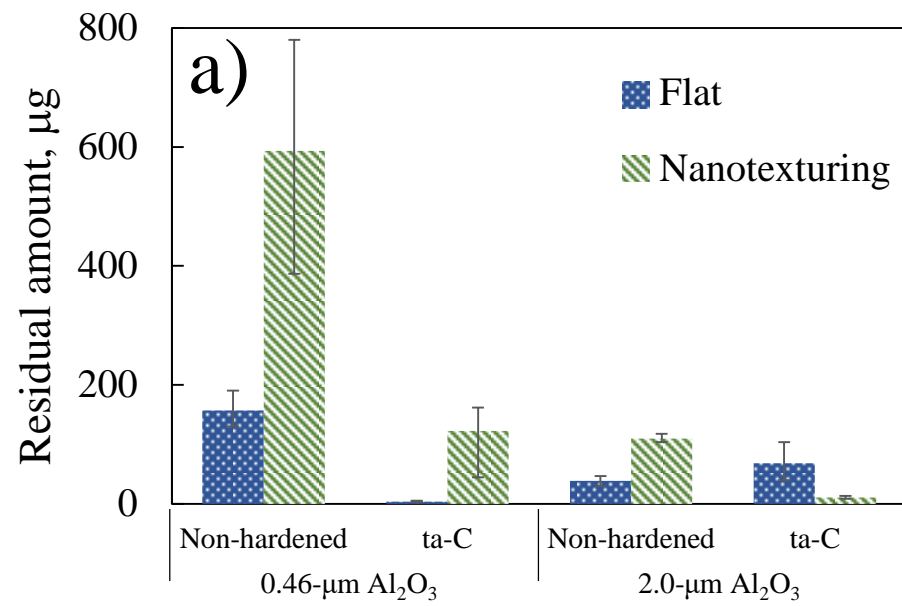 a)
Flat
Nanotexturing
Residual amount, μg
800
600
400
200
0
Non-hardened ta-C Non-hardened ta-C
0.46-μm Al₂O₃ 2.0-μm Al₂O₃